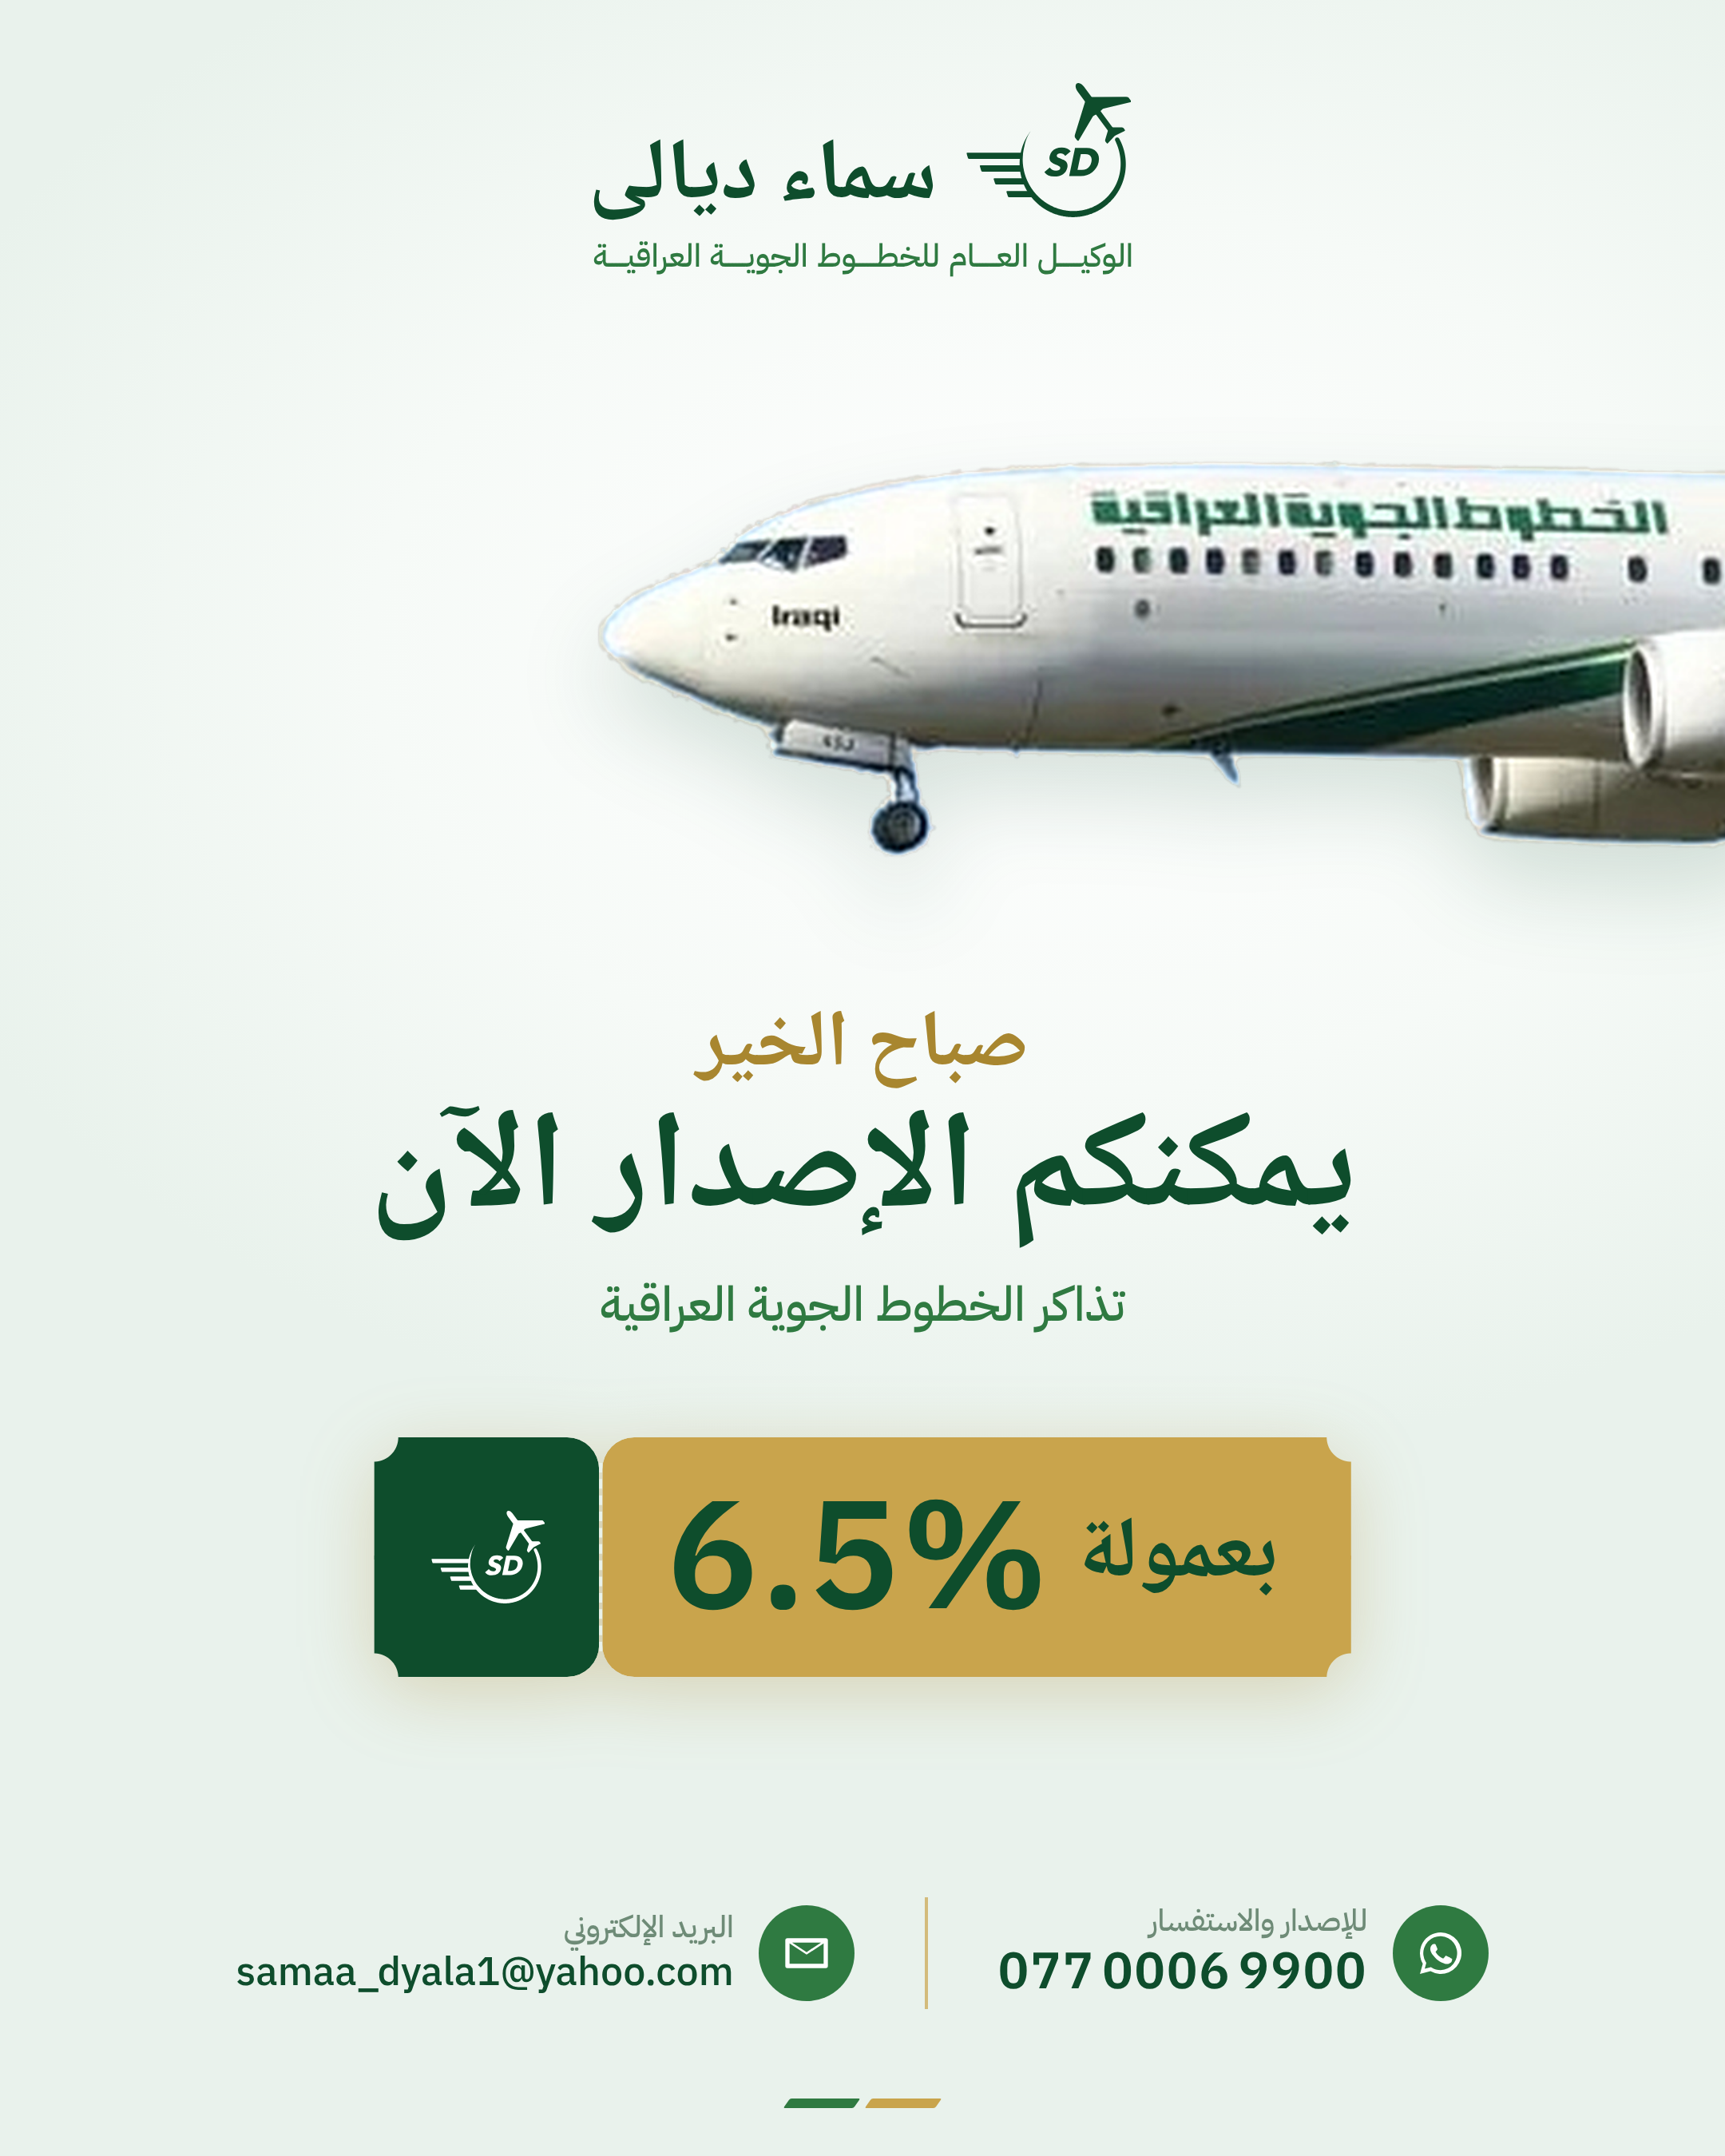 SD
سماء ديالى
الوكيـــل العـــام للخطـــوط الجويـــة العراقيـــة
الخطوط الجوية العراقية
Iraqi
صباح الخير
يمكنكم الإصدار الآن
تذاكر الخطوط الجوية العراقية
بعمولة 6.5%
SD
للإصدار والاستفسار
077 0006 9900
البريد الإلكتروني
samaa_dyala1@yahoo.com